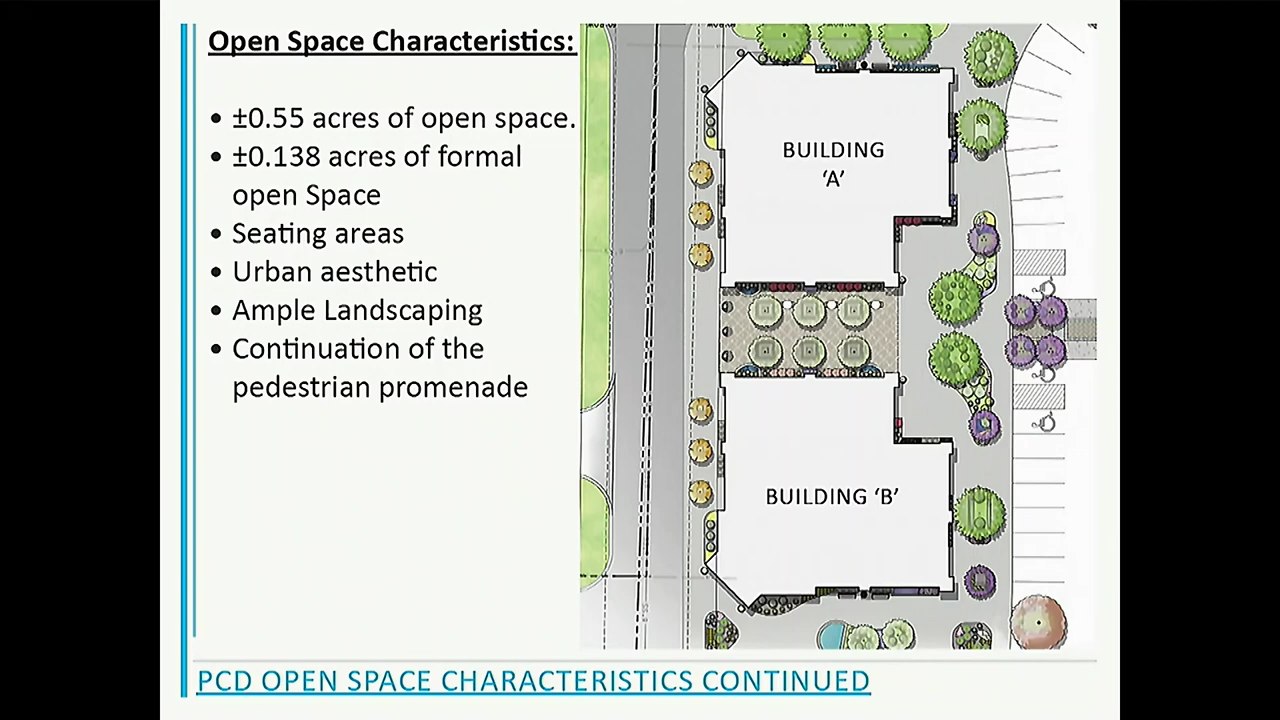 Open Space Characteristics:
• ±0.55 acres of open space.
• ±0.138 acres of formal
open Space
• Seating areas
• Urban aesthetic
• Ample Landscaping
• Continuation of the
pedestrian promenade
BUILDING
‘A’
BUILDING ‘B’
PCD OPEN SPACE CHARACTERISTICS CONTINUED